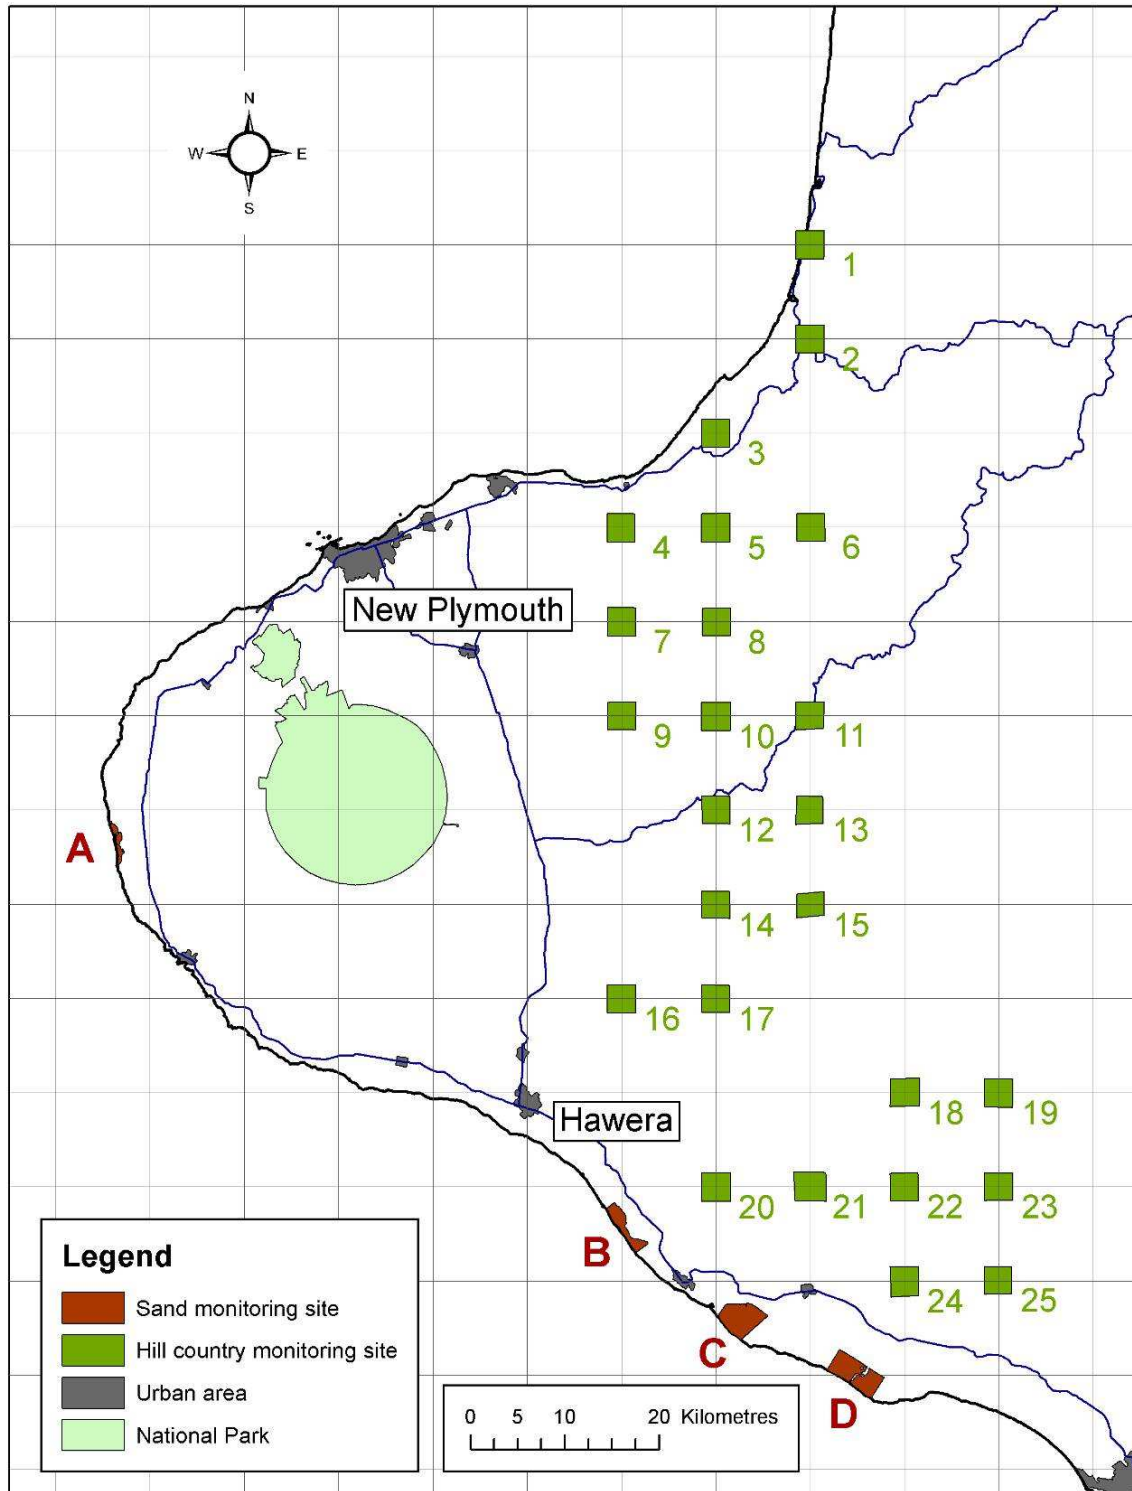 N
W E
S
1
2
3
4 5 6
New Plymouth
7 8
9 10 11
12 13
A
14 15
16 17
Hawera
18 19
20 21 22 23
B
24 25
C
D
Legend
Sand monitoring site
Hill country monitoring site
Urban area
National Park
0 5 10 20 Kilometres